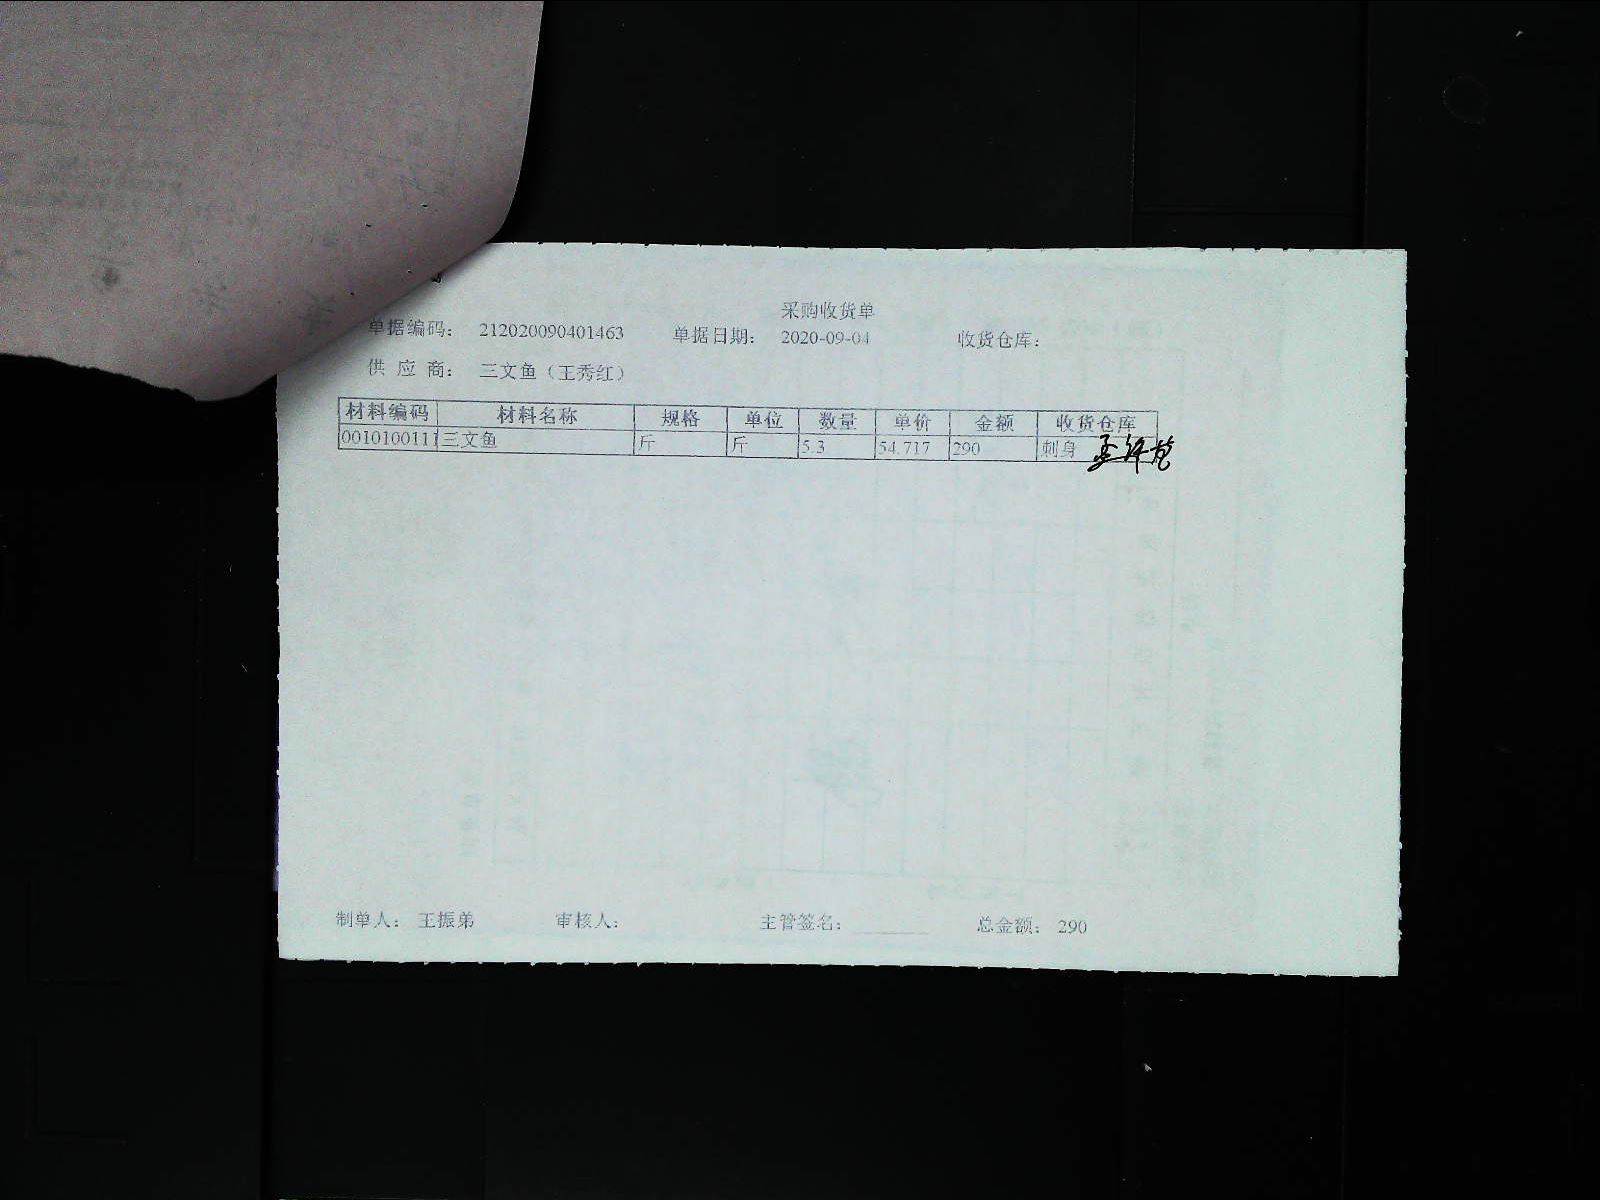 采购收货单
单据编码： 212020090401463 单据日期： 2020-09-04 收货仓库：
供 应 商： 三文鱼（王秀红）
材料编码 材料名称 规格 单位 数量 单价 金额 收货仓库
0010100111 三文鱼 斤 斤 5.3 54.717 290 刺身
制单人： 王振弟 审核人： 主管签名： 总金额： 290